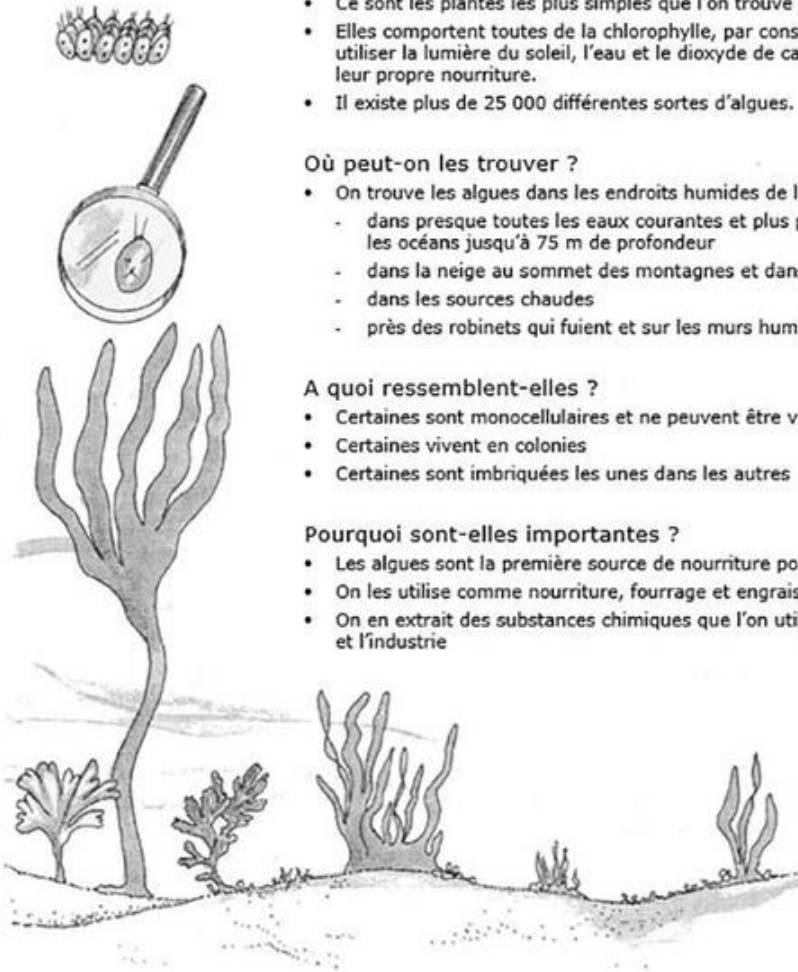 • Ce sont les plantes les plus simples que l'on trouve
• Elles comportent toutes de la chlorophylle, par cons
utiliser la lumière du soleil, l'eau et le dioxyde de ca
leur propre nourriture.
• Il existe plus de 25 000 différentes sortes d'algues.
Où peut-on les trouver ?
• On trouve les algues dans les endroits humides de l
- dans presque toutes les eaux courantes et plus p
les océans jusqu'à 75 m de profondeur
- dans la neige au sommet des montagnes et dans
- dans les sources chaudes
- près des robinets qui fuient et sur les murs hum
A quoi ressemblent-elles ?
• Certaines sont monocellulaires et ne peuvent être v
• Certaines vivent en colonies
• Certaines sont imbriquées les unes dans les autres
Pourquoi sont-elles importantes ?
• Les algues sont la première source de nourriture po
• On les utilise comme nourriture, fourrage et engrais
• On en extrait des substances chimiques que l'on uti
et l'industrie